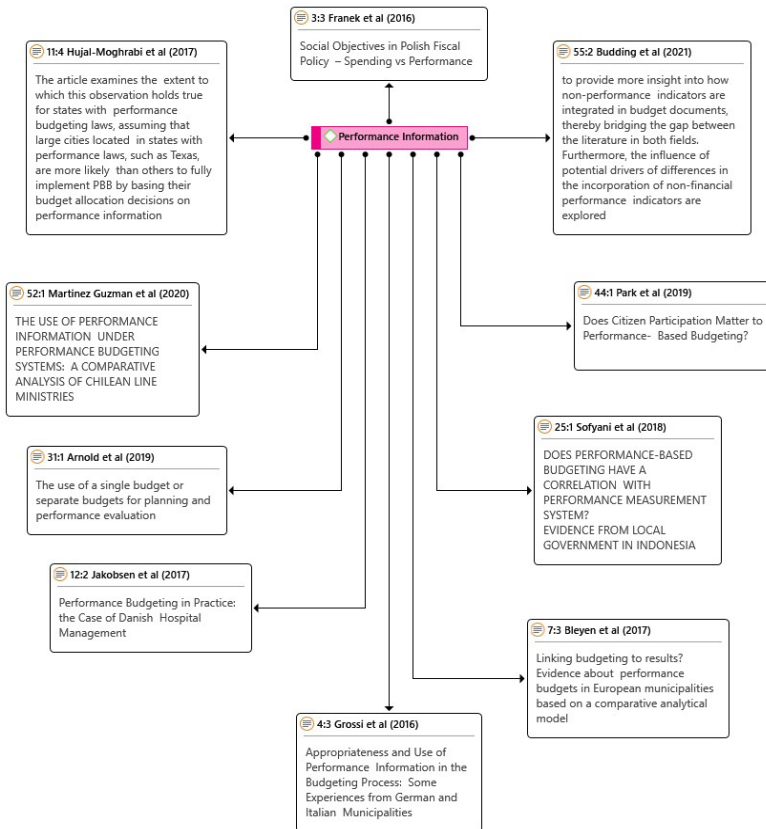 3:3 Franek et al (2016)
Social Objectives in Polish Fiscal
Policy – Spending vs Performance
11:4 Hujal-Moghrabi et al (2017)
The article examines the extent to
which this observation holds true
for states with performance
budgeting laws, assuming that
large cities located in states with
performance laws, such as Texas,
are more likely than others to fully
implement PBB by basing their
budget allocation decisions on
performance information
55:2 Budding et al (2021)
to provide more insight into how
non-performance indicators are
integrated in budget documents,
thereby bridging the gap between
the literature in both fields.
Furthermore, the influence of
potential drivers of differences in
the incorporation of non-financial
performance indicators are
explored
Performance Information
52:1 Martinez Guzman et al (2020)
THE USE OF PERFORMANCE
INFORMATION UNDER
PERFORMANCE BUDGETING
SYSTEMS: A COMPARATIVE
ANALYSIS OF CHILEAN LINE
MINISTRIES
44:1 Park et al (2019)
Does Citizen Participation Matter to
Performance- Based Budgeting?
25:1 Sofyani et al (2018)
DOES PERFORMANCE-BASED
BUDGETING HAVE A
CORRELATION WITH
PERFORMANCE MEASUREMENT
SYSTEM?
EVIDENCE FROM LOCAL
GOVERNMENT IN INDONESIA
31:1 Arnold et al (2019)
The use of a single budget or
separate budgets for planning and
performance evaluation
12:2 Jakobsen et al (2017)
Performance Budgeting in Practice:
the Case of Danish Hospital
Management
7:3 Bleyen et al (2017)
Linking budgeting to results?
Evidence about performance
budgets in European municipalities
based on a comparative analytical
model
4:3 Grossi et al (2016)
Appropriateness and Use of
Performance Information in the
Budgeting Process: Some
Experiences from German and
Italian Municipalities